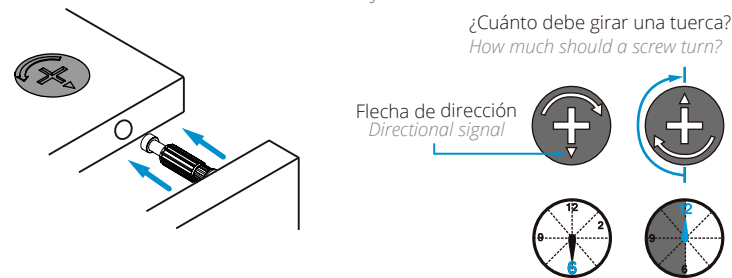 ¿Cuánto debe girar una tuerca?
How much should a screw turn?
Flecha de dirección
Directional signal
12
2
9
6
12
9
6